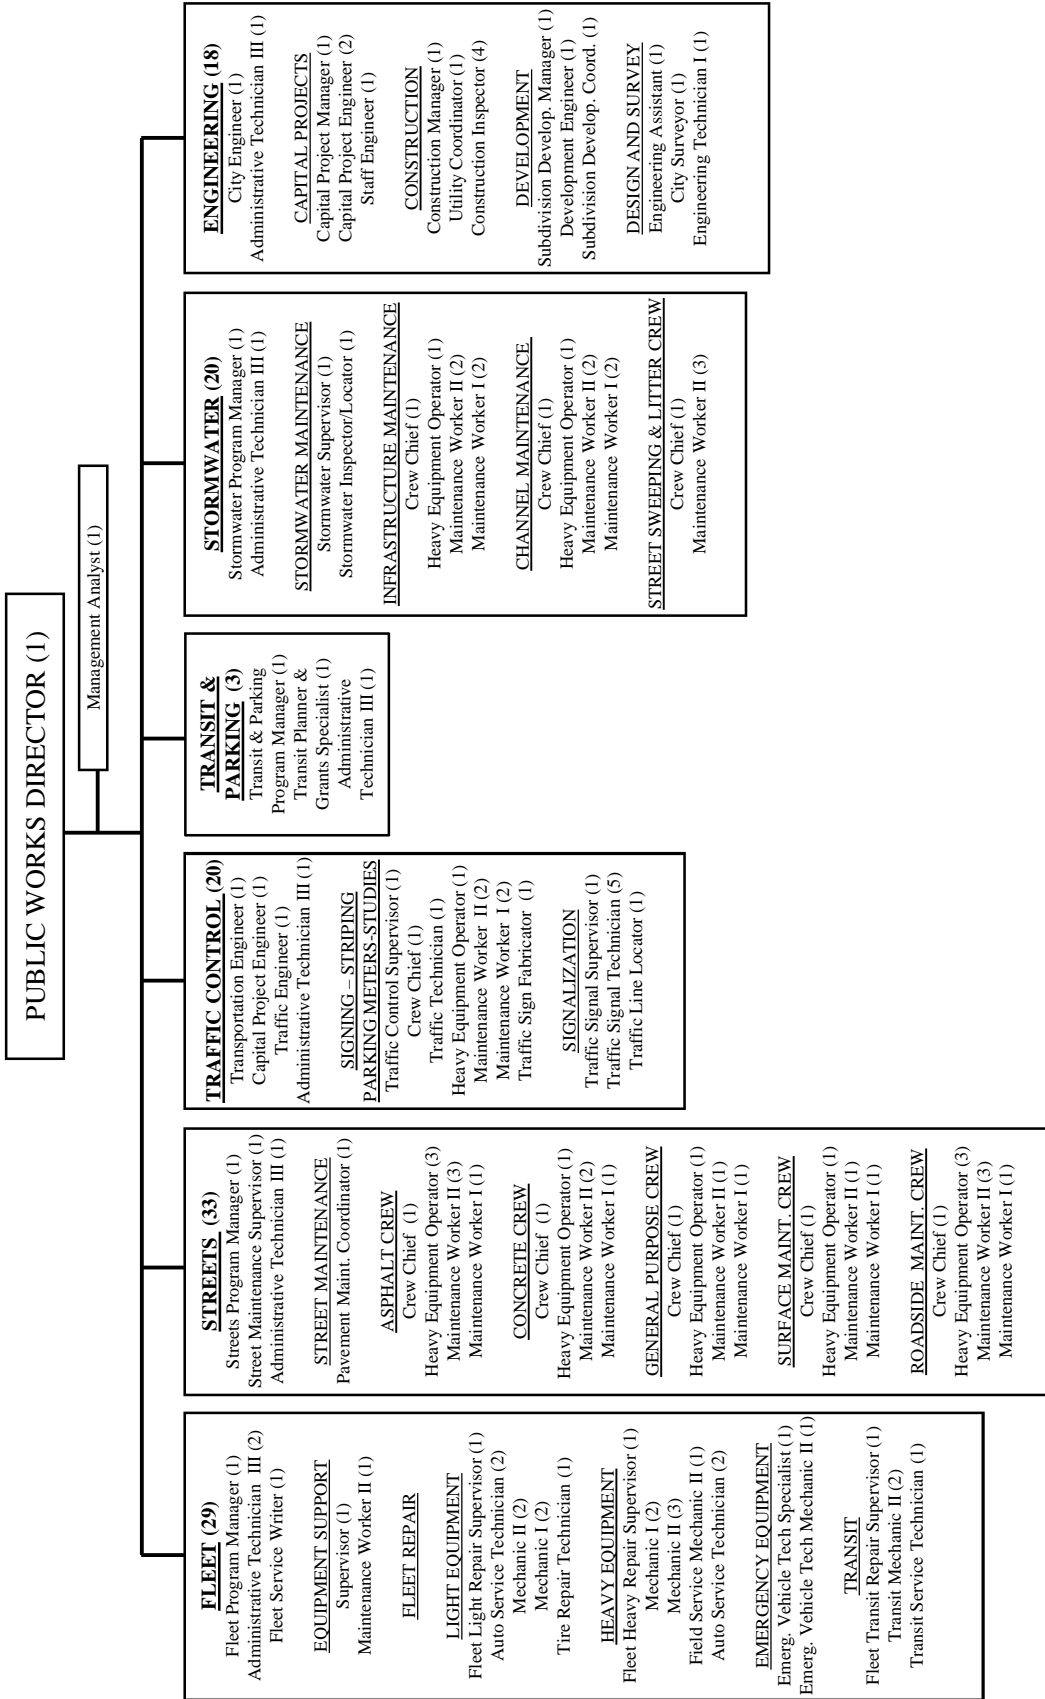 PUBLIC WORKS DIRECTOR (1)
Management Analyst (1)
FLEET (29)
Fleet Program Manager (1)
Administrative Technician III (2)
Fleet Service Writer (1)
EQUIPMENT SUPPORT
Supervisor (1)
Maintenance Worker II (1)
FLEET REPAIR
LIGHT EQUIPMENT
Fleet Light Repair Supervisor (1)
Auto Service Technician (2)
Mechanic II (2)
Mechanic I (2)
Tire Repair Technician (1)
HEAVY EQUIPMENT
Fleet Heavy Repair Supervisor (1)
Mechanic I (2)
Mechanic II (3)
Field Service Mechanic II (1)
Auto Service Technician (2)
EMERGENCY EQUIPMENT
Emerg. Vehicle Tech Specialist (1)
Emerg. Vehicle Tech Mechanic II (1)
TRANSIT
Fleet Transit Repair Supervisor (1)
Transit Mechanic II (2)
Transit Service Technician (1)
STREETS (33)
Streets Program Manager (1)
Street Maintenance Supervisor (1)
Administrative Technician III (1)
STREET MAINTENANCE
Pavement Maint. Coordinator (1)
ASPHALT CREW
Crew Chief (1)
Heavy Equipment Operator (3)
Maintenance Worker II (3)
Maintenance Worker I (1)
CONCRETE CREW
Crew Chief (1)
Heavy Equipment Operator (1)
Maintenance Worker II (2)
Maintenance Worker I (1)
GENERAL PURPOSE CREW
Crew Chief (1)
Heavy Equipment Operator (1)
Maintenance Worker II (1)
Maintenance Worker I (1)
SURFACE MAINT. CREW
Crew Chief (1)
Heavy Equipment Operator (1)
Maintenance Worker II (1)
Maintenance Worker I (1)
ROADSIDE MAINT. CREW
Crew Chief (1)
Heavy Equipment Operator (3)
Maintenance Worker II (3)
Maintenance Worker I (1)
TRAFFIC CONTROL (20)
Transportation Engineer (1)
Capital Project Engineer (1)
Traffic Engineer (1)
Administrative Technician III (1)
SIGNING – STRIPING
PARKING METERS-STUDIES
Traffic Control Supervisor (1)
Crew Chief (1)
Traffic Technician (1)
Heavy Equipment Operator (1)
Maintenance Worker II (2)
Maintenance Worker I (2)
Traffic Sign Fabricator (1)
SIGNALIZATION
Traffic Signal Supervisor (1)
Traffic Signal Technician (5)
Traffic Line Locator (1)
TRANSIT &
PARKING (3)
Transit & Parking
Program Manager (1)
Transit Planner &
Grants Specialist (1)
Administrative
Technician III (1)
STORMWATER (20)
Stormwater Program Manager (1)
Administrative Technician II (1)
STORMWATER MAINTENANCE
Stormwater Supervisor (1)
Stormwater Inspector/Locator (1)
INFRASTRUCTURE MAINTENANCE
Crew Chief (1)
Heavy Equipment Operator (1)
Maintenance Worker II (2)
Maintenance Worker I (2)
CHANNEL MAINTENANCE
Crew Chief (1)
Heavy Equipment Operator (1)
Maintenance Worker II (2)
Maintenance Worker I (2)
STREET SWEEPING & LITTER CREW
Crew Chief (1)
Maintenance Worker II (3)
ENGINEERING (18)
City Engineer (1)
Administrative Technician III (1)
CAPITAL PROJECTS
Capital Project Manager (1)
Capital Project Engineer (2)
Staff Engineer (1)
CONSTRUCTION
Construction Manager (1)
Utility Coordinator (1)
Construction Inspector (4)
DEVELOPMENT
Subdivision Develop. Manager (1)
Development Engineer (1)
Subdivision Develop. Coord. (1)
DESIGN AND SURVEY
Engineering Assistant (1)
City Surveyor (1)
Engineering Technician I (1)